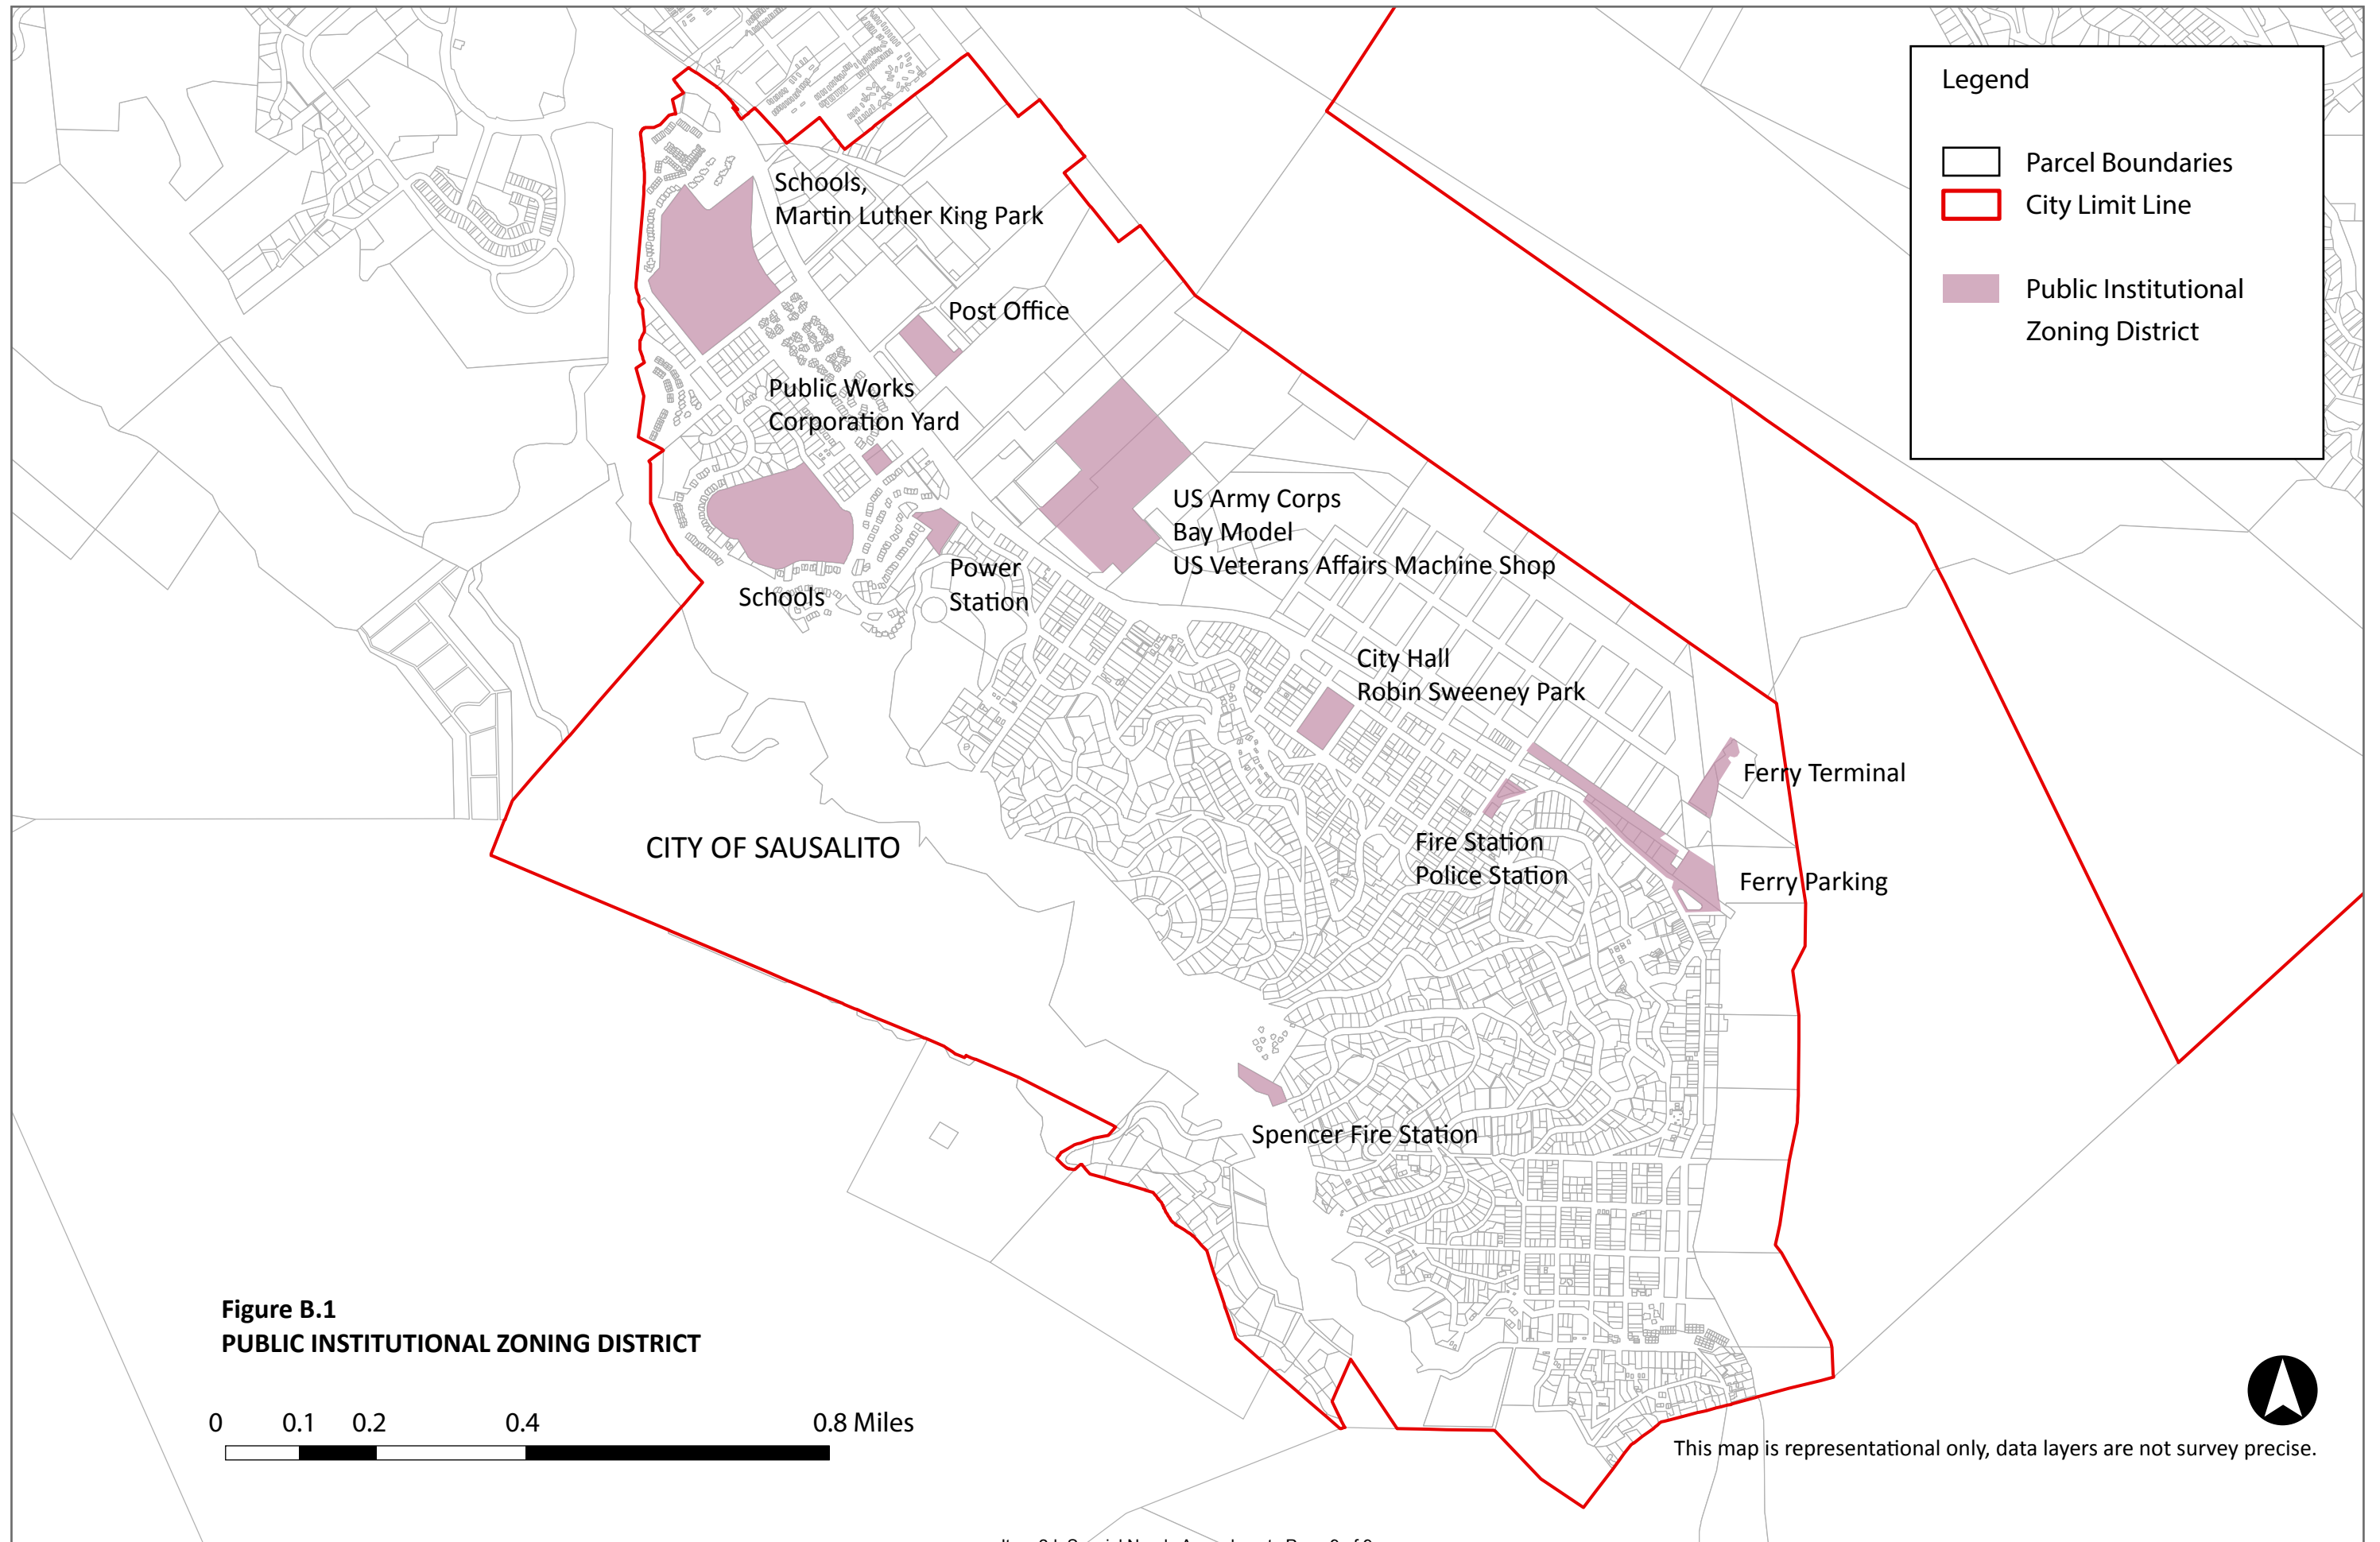 Legend
Parcel Boundaries
City Limit Line
Public Institutional
Zoning District
Schools,
Martin Luther King Park
Post Office
Public Works
Corporation Yard
US Army Corps
Bay Model
US Veterans Affairs Machine Shop
Power
Station
Schools
City Hall
Robin Sweeney Park
Ferry Terminal
CITY OF SAUSALITO
Fire Station
Police Station
Ferry Parking
Spencer Fire Station
Figure B.1
PUBLIC INSTITUTIONAL ZONING DISTRICT
0 0.1 0.2 0.4 0.8 Miles
This map is representational only, data layers are not survey precise.